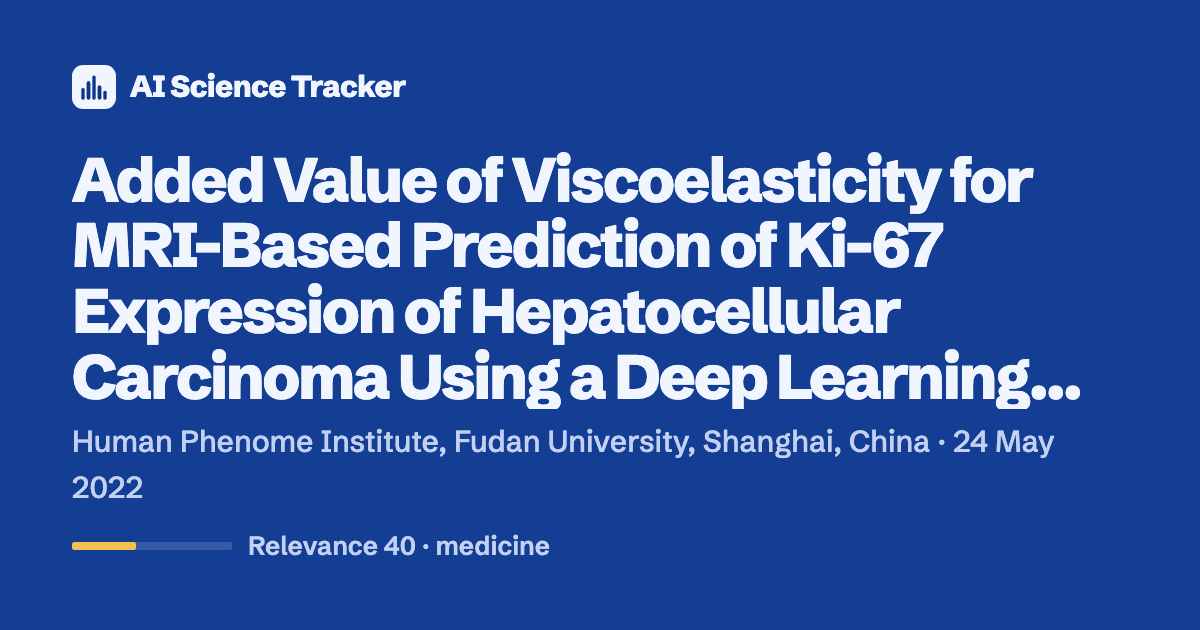 AI Science Tracker
Added Value of Viscoelasticity for
MRI-Based Prediction of Ki-67
Expression of Hepatocellular
Carcinoma Using a Deep Learning...
Human Phenome Institute, Fudan University, Shanghai, China · 24 May
2022
Relevance 40 · medicine